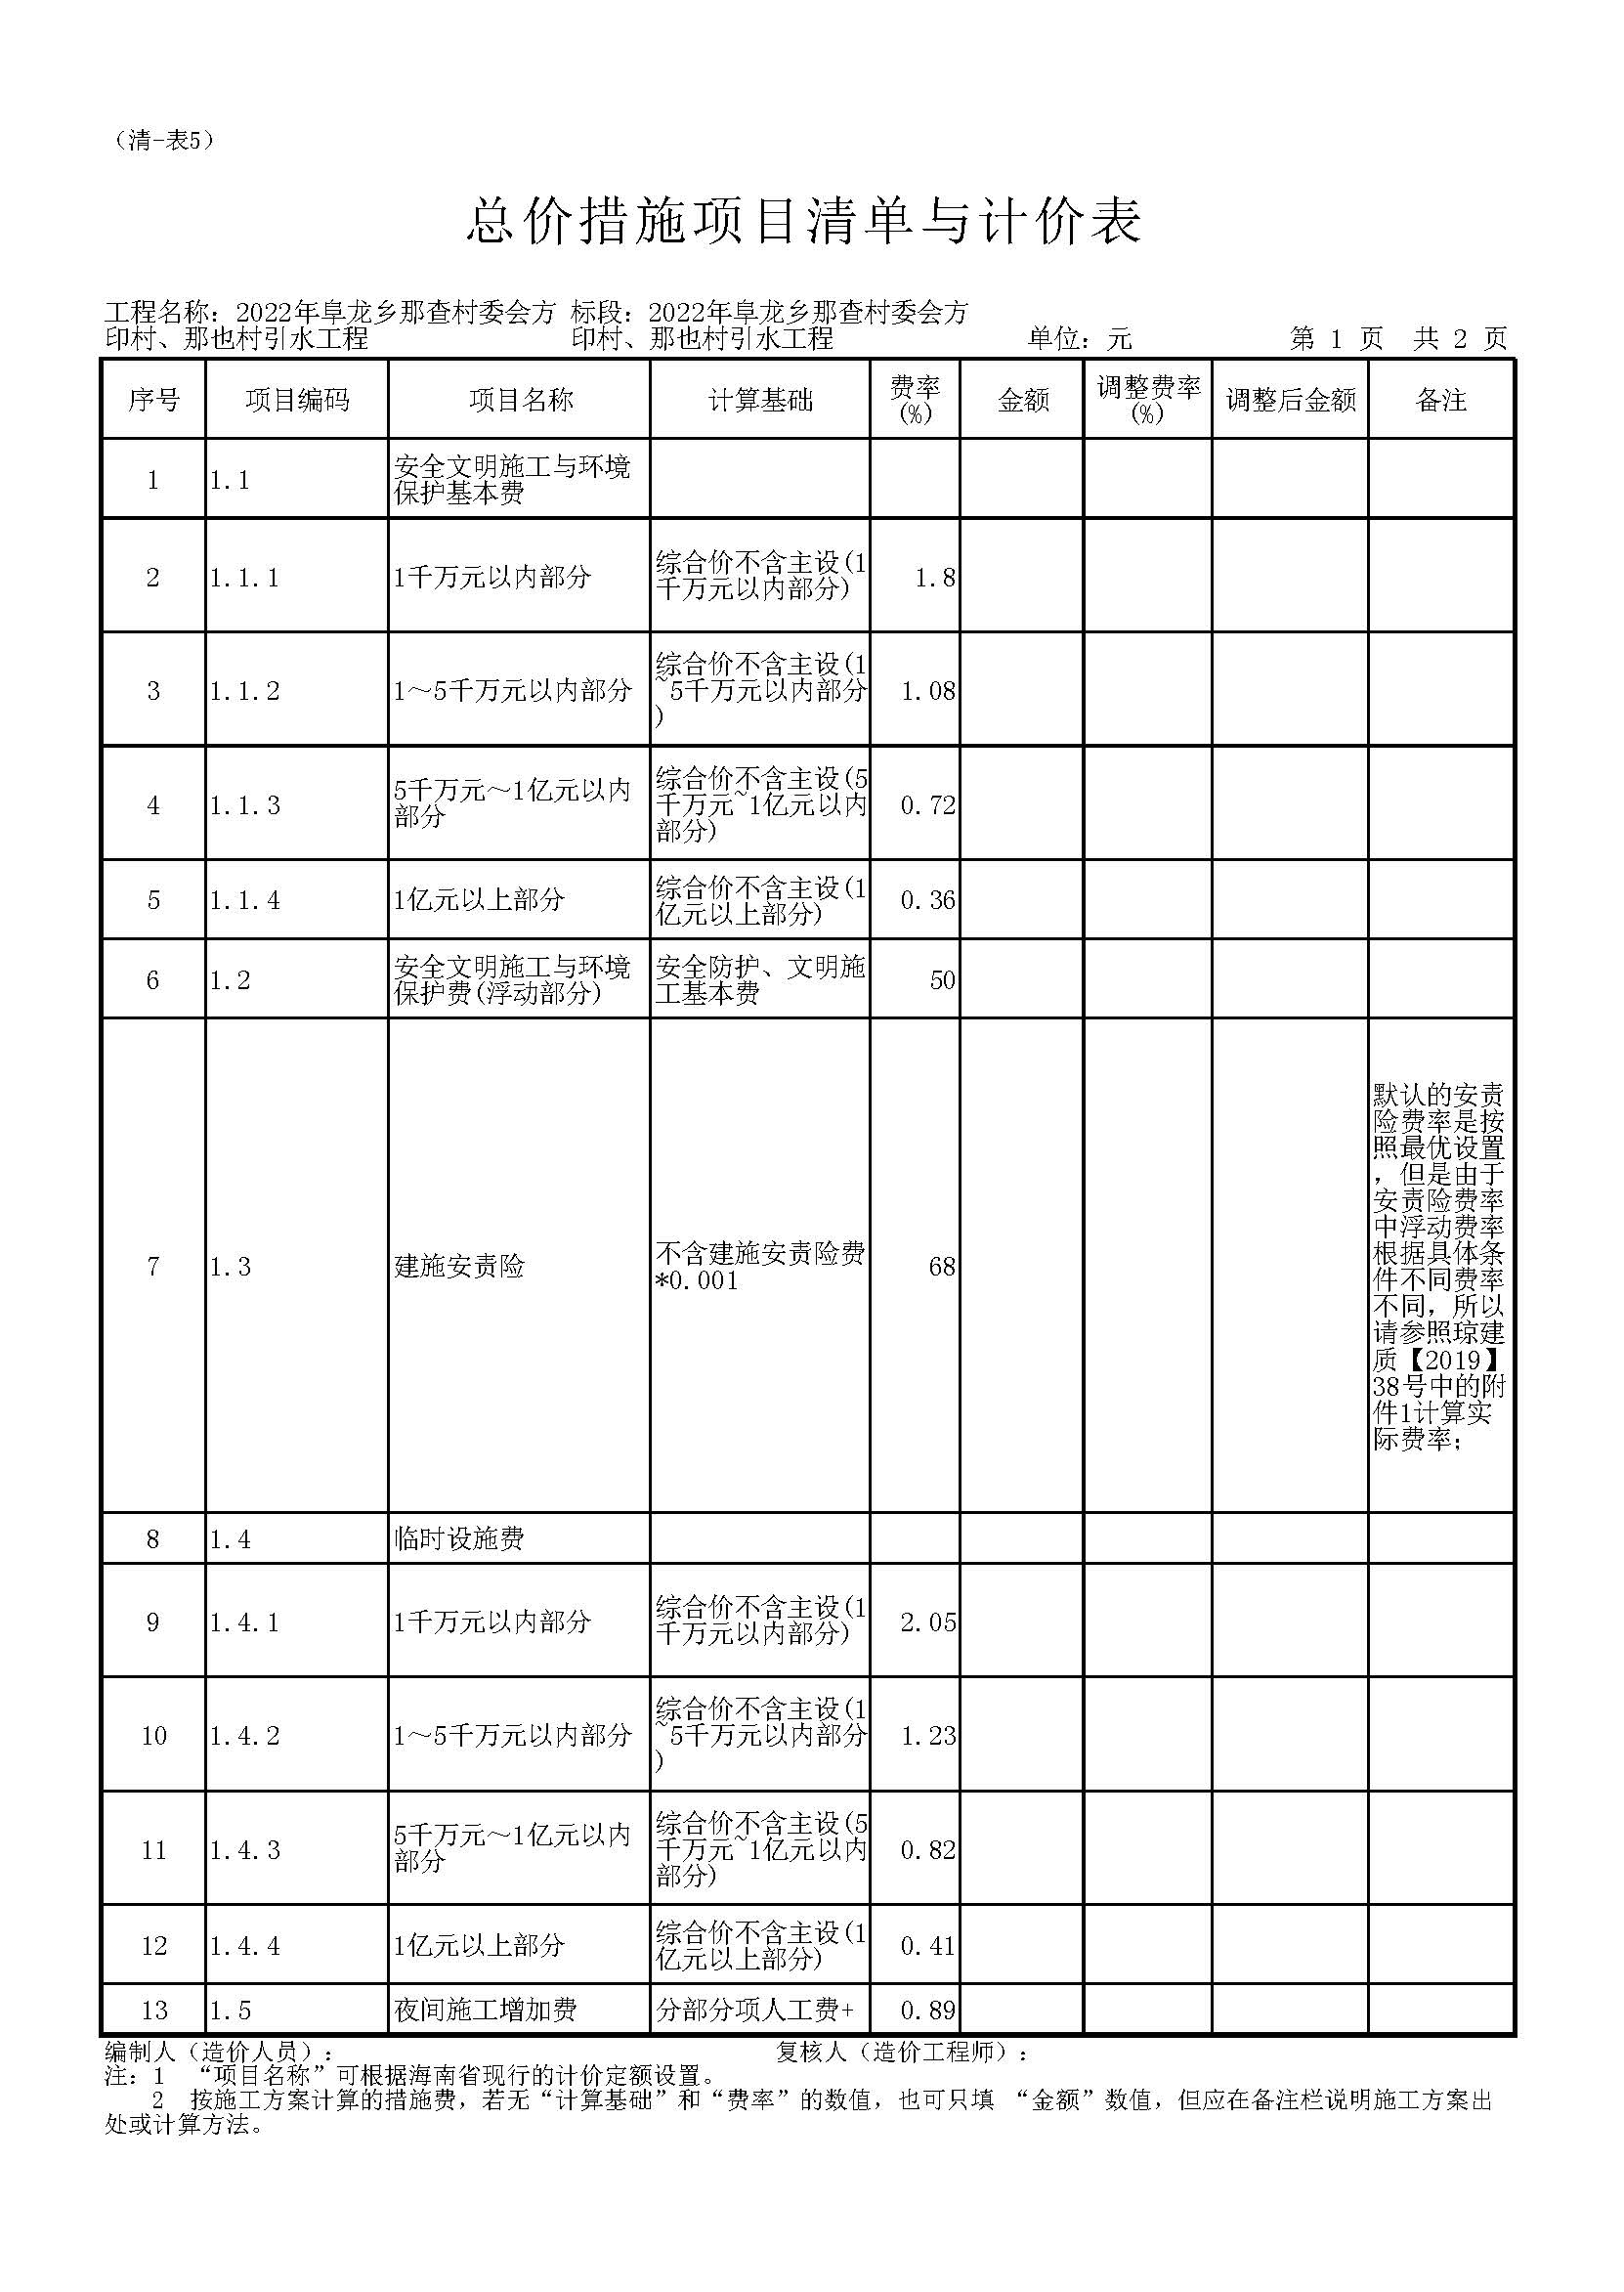 （清-表5）
总价措施项目清单与计价表
工程名称：2022年阜龙乡那查村委会方 标段：2022年阜龙乡那查村委会方
印村、那也村引水工程 印村、那也村引水工程 单位：元 第 1 页 共 2 页
序号 项目编码 项目名称 计算基础 费率(%) 金额 调整费率(%) 调整后金额 备注
1 1.1 安全文明施工与环境保护基本费
2 1.1.1 1千万元以内部分 综合价不含主设(1千万元以内部分) 1.8
3 1.1.2 1～5千万元以内部分 综合价不含主设(1~5千万元以内部分) 1.08
4 1.1.3 5千万元～1亿元以内部分 综合价不含主设(5千万元~1亿元以内部分) 0.72
5 1.1.4 1亿元以上部分 综合价不含主设(1亿元以上部分) 0.36
6 1.2 安全文明施工与环境保护费(浮动部分) 安全防护、文明施工基本费 50
7 1.3 建施安责险 不含建施安责险费*0.001 68 默认的安责险费率是按照最优设置，但是由于安责险费率中浮动费率根据具体条件不同费率不同，所以请参照琼建质【2019】38号中的附件1计算实际费率；
8 1.4 临时设施费
9 1.4.1 1千万元以内部分 综合价不含主设(1千万元以内部分) 2.05
10 1.4.2 1～5千万元以内部分 综合价不含主设(1~5千万元以内部分) 1.23
11 1.4.3 5千万元～1亿元以内部分 综合价不含主设(5千万元~1亿元以内部分) 0.82
12 1.4.4 1亿元以上部分 综合价不含主设(1亿元以上部分) 0.41
13 1.5 夜间施工增加费 分部分项人工费+ 0.89
编制人（造价人员）： 复核人（造价工程师）：
注：1 “项目名称”可根据海南省现行的计价定额设置。
2 按施工方案计算的措施费，若无“计算基础”和“费率”的数值，也可只填 “金额”数值，但应在备注栏说明施工方案出
处或计算方法。